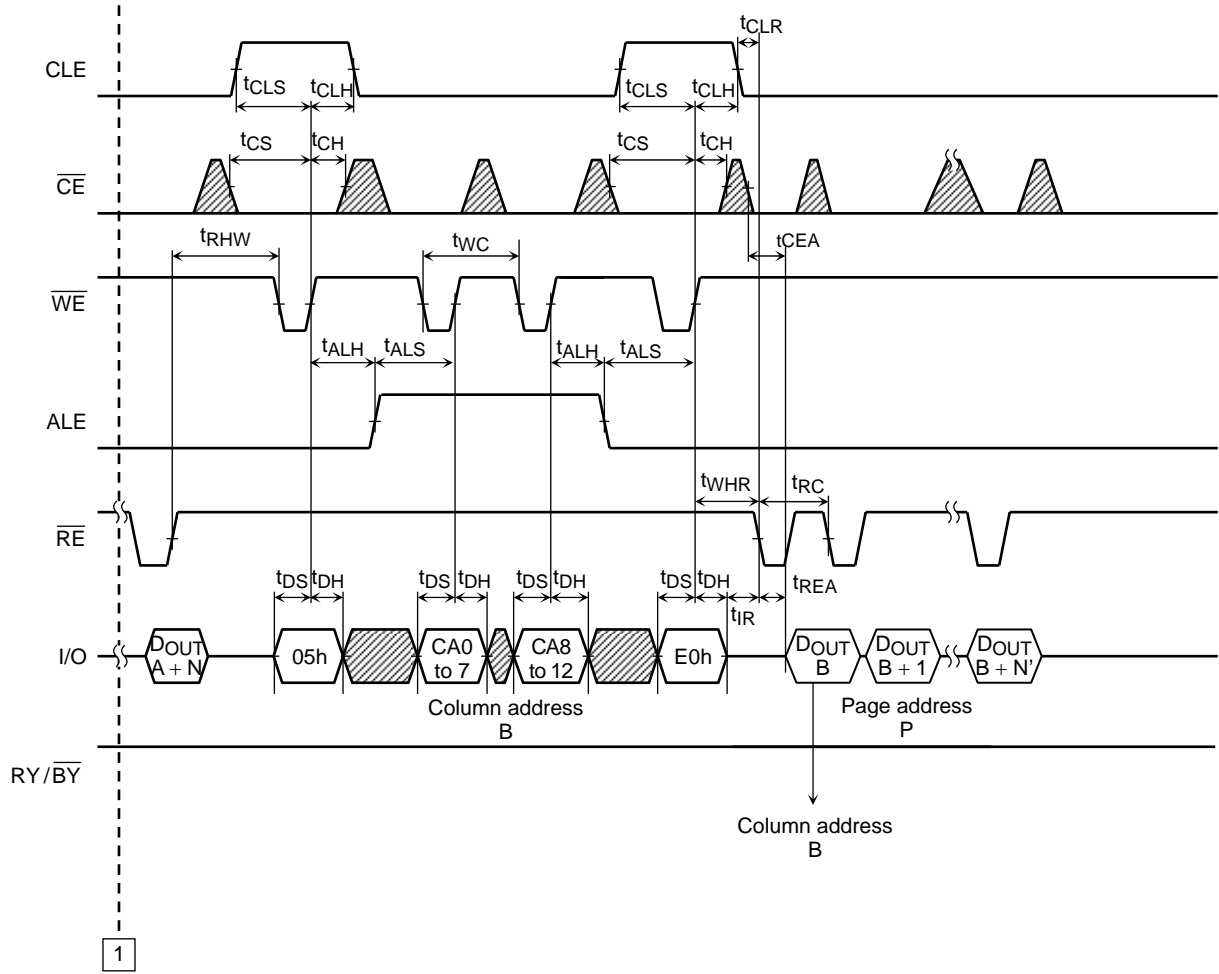 tCLR
CLE
tCLS tCLH tCLS tCLH
tCS tCH tCS tCH
CE
tRHW tWC tCEA
WE
tALH tALS tALH tALS
ALE
tWHR tRC
RE
tDS tDH tDS tDH tDS tDH tDS tDH tREA
tIR
I/O
DOUT
A + N
05h
CA0
to 7
CA8
to 12
E0h
DOUT
B
DOUT
B + 1
DOUT
B + N’
Column address
B
Page address
P
RY/BY
Column address
B
1